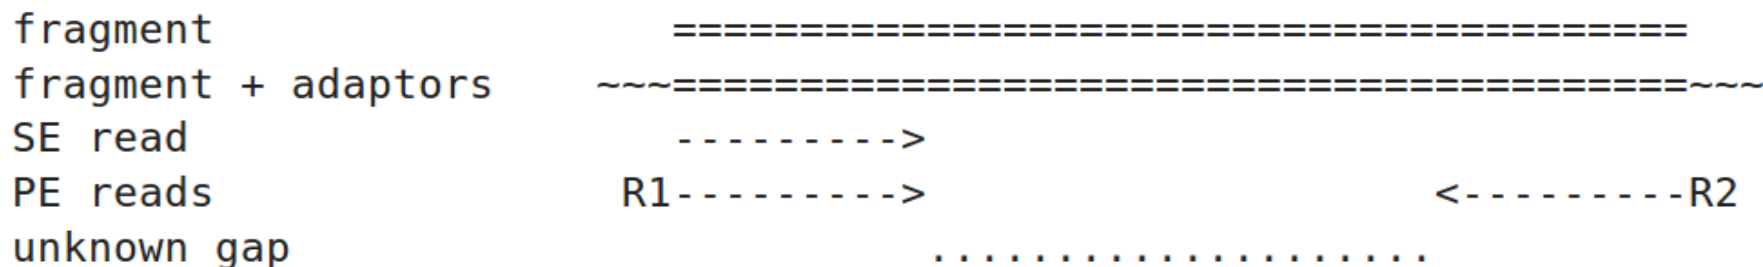 fragment                  ========================================
fragment + adaptors    ~~~========================================~~~
SE read                   --------->
PE reads                R1--------->                    <---------R2
unknown gap                         ....................